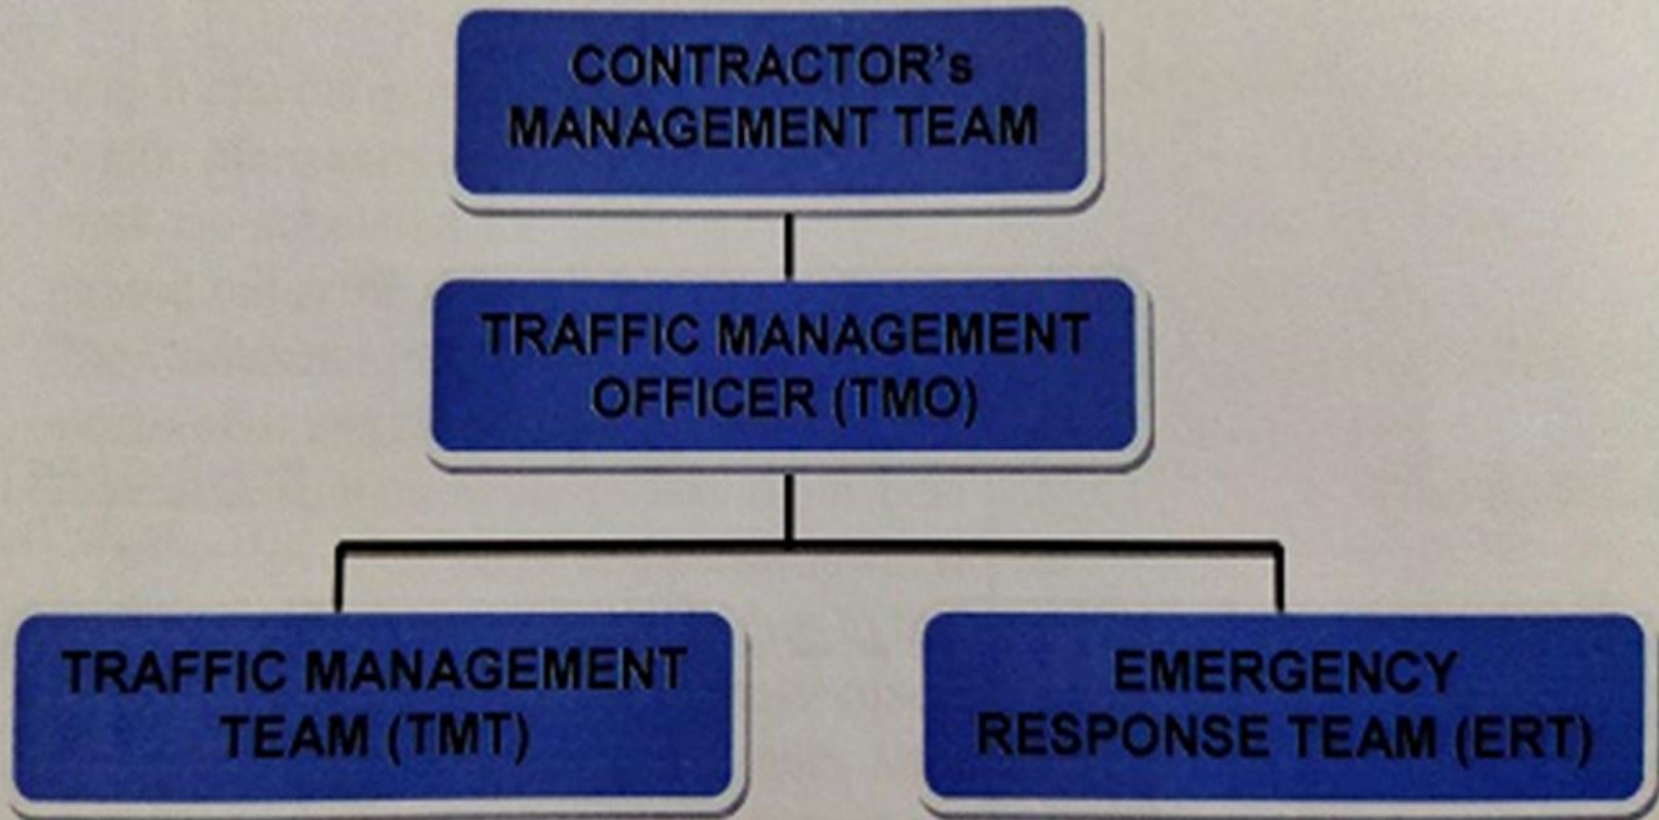 CONTRACTOR's
MANAGEMENT TEAM
TRAFFIC MANAGEMENT
OFFICER (TMO)
TRAFFIC MANAGEMENT
TEAM (TMT)
EMERGENCY
RESPONSE TEAM (ERT)